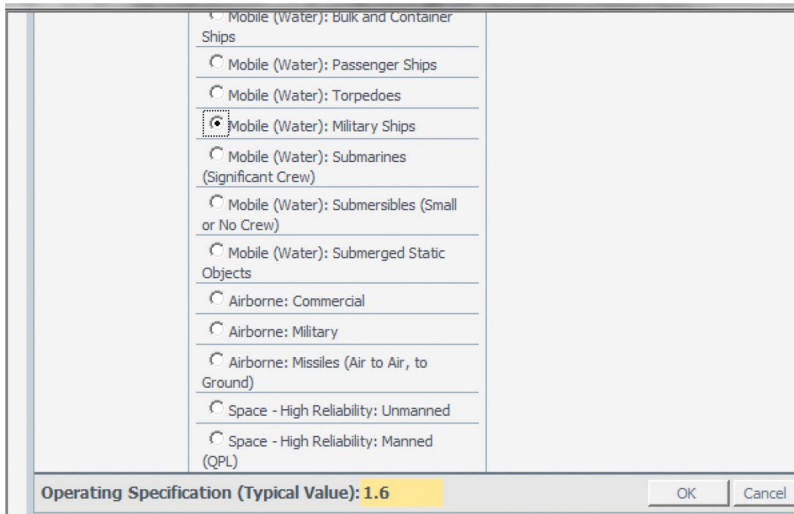 Mobile (Water): Bulk and Container
Ships
Mobile (Water): Passenger Ships
Mobile (Water): Torpedoes
Mobile (Water): Military Ships
Mobile (Water): Submarines
(Significant Crew)
Mobile (Water): Submersibles (Small
or No Crew)
Mobile (Water): Submerged Static
Objects
Airborne: Commercial
Airborne: Military
Airborne: Missiles (Air to Air, to
Ground)
Space - High Reliability: Unmanned
Space - High Reliability: Manned
(QPL)
Operating Specification (Typical Value): 1.6 OK Cancel